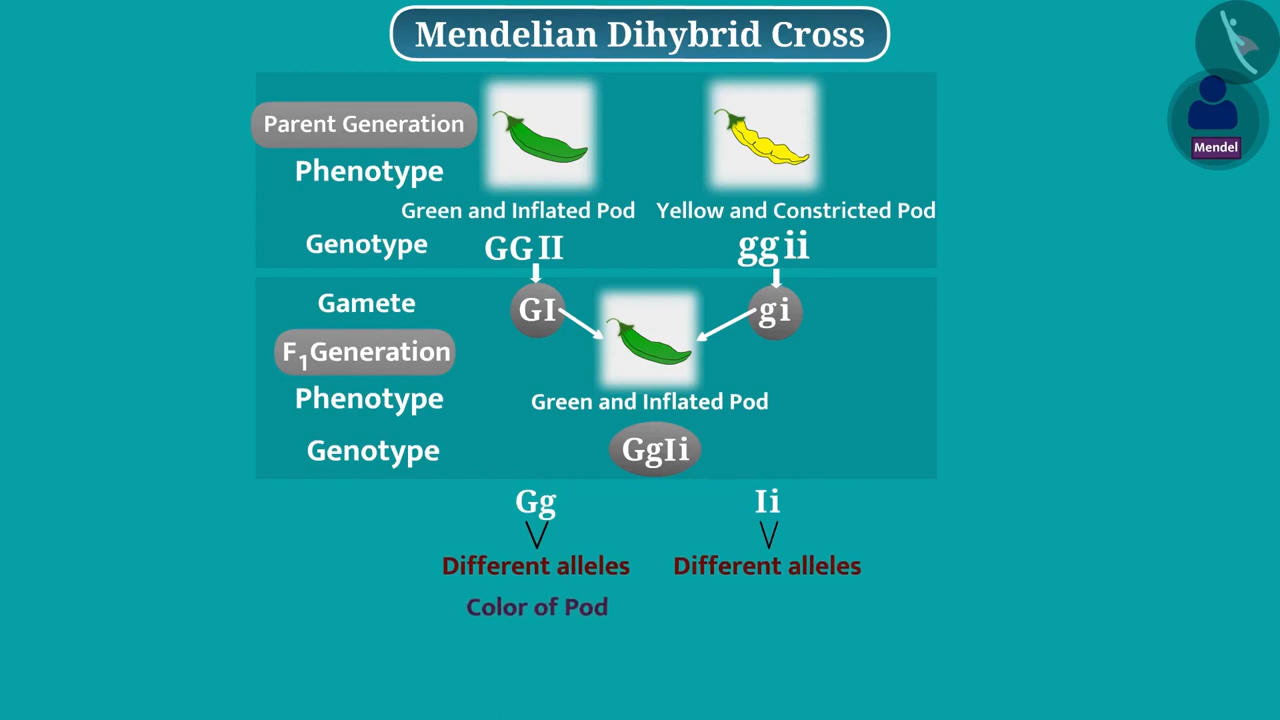 Mendelian Dihybrid Cross
Mendel
Parent Generation
Phenotype
Green and Inflated Pod
Yellow and Constricted Pod
Genotype
GG II
gg ii
Gamete
GI
gi
F1 Generation
Phenotype
Green and Inflated Pod
Genotype
GgIi
Gg
Ii
Different alleles
Different alleles
Color of Pod